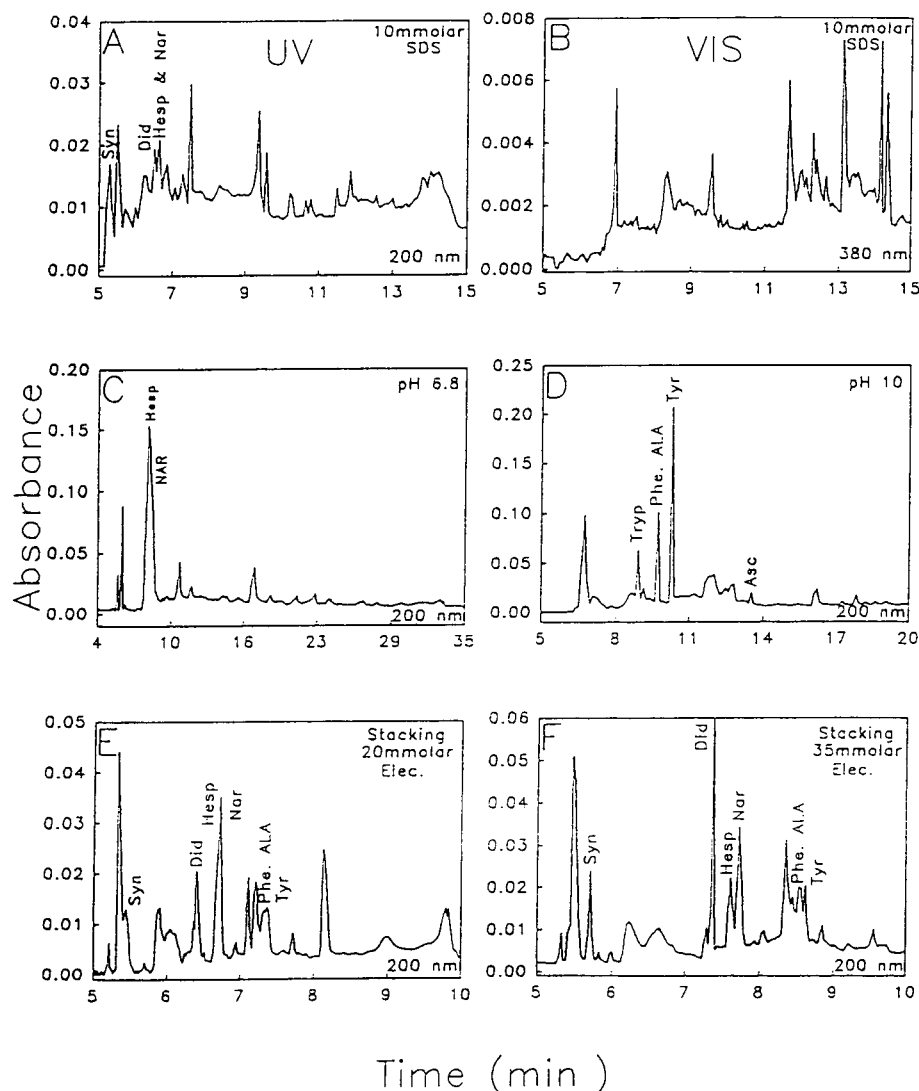 A
UV
10mmolar
SDS
Syn
Did
Hesp & Nar
0.04
0.03
0.02
0.01
0.00
200 nm
5 7 9 11 13 15
B
VIS
10mmolar
SDS
0.008
0.006
0.004
0.002
0.000
380 nm
5 7 9 11 13 15
Absorbance
C
pH 6.8
Hesp
NAR
0.20
0.15
0.10
0.05
0.00
200 nm
4 10 16 23 29 35
D
pH 10
Tryp
Phe. Al.A
Tyr
Asc
0.25
0.20
0.15
0.10
0.05
0.00
200 nm
5 8 11 14 17 20
E
Stacking
20mmolar
Elec.
Syn
Did
Hesp
Nar
Phe. Al.A
Tyr
0.05
0.04
0.03
0.02
0.01
0.00
200 nm
5 6 7 8 9 10
F
Stacking
35mmolar
Elec.
Syn
Did
Hesp
Nar
Phe. Al.A
Tyr
0.06
0.05
0.04
0.03
0.02
0.01
0.00
200 nm
5 6 7 8 9 10
Time (min )